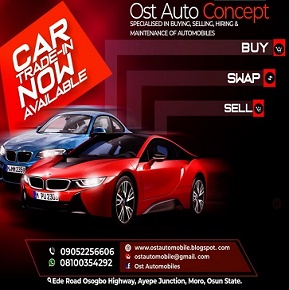 Ost Auto Concept
SPECIALISED IN BUYING, SELLING, HIRING &
MAINTENANCE OF AUTOMOBILES
CAR
TRADE-IN
NOW
AVAILABLE
BUY
SWAP
SELL
09052256606
08100354292
www.ostautomobile.blogspot.com
ostautomobile@gmail.com
Ost Automobiles
Ede Road Osogbo Highway, Ayepe Junction, Moro, Osun State.